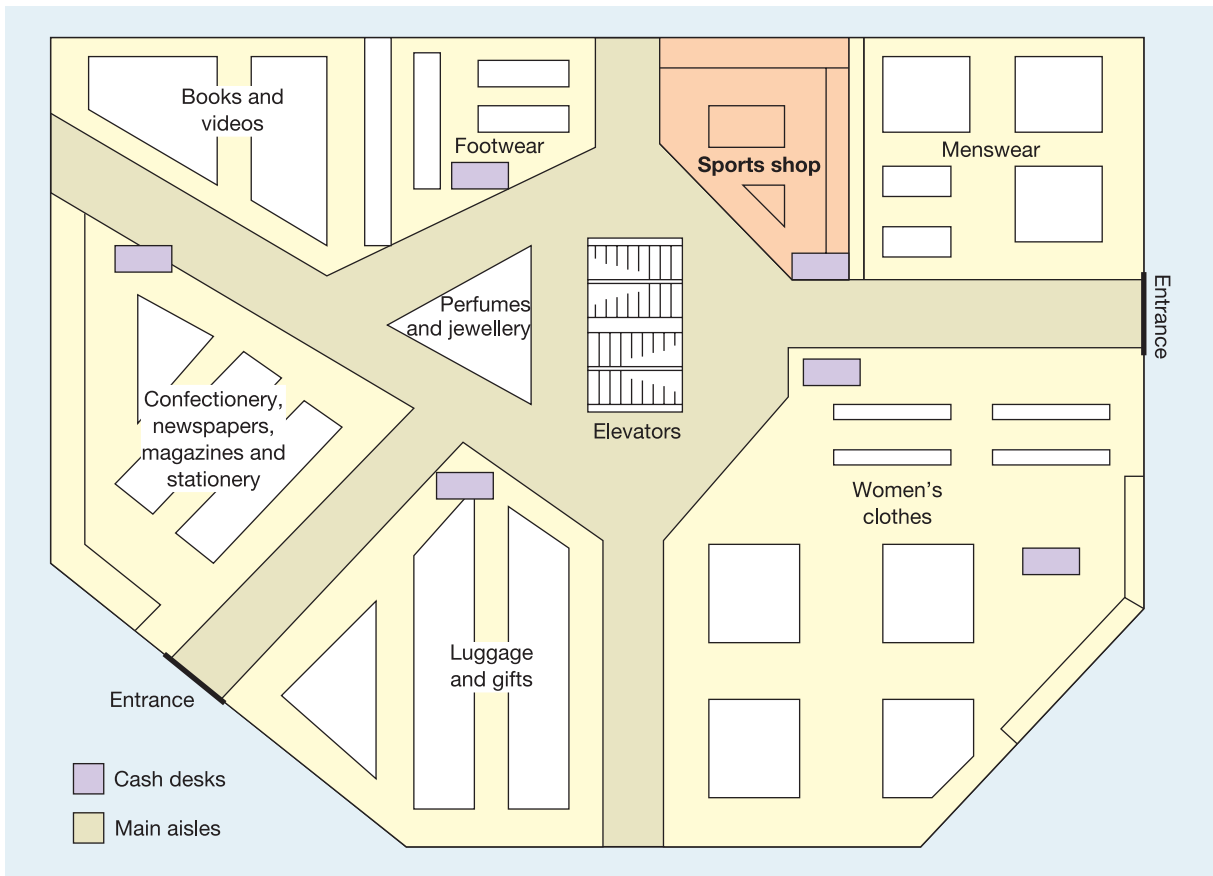 Books and
videos
Footwear
Sports shop
Menswear
Entrance
Perfumes
and jewellery
Elevators
Confectionery,
newspapers,
magazines and
stationery
Women’s
clothes
Luggage
and gifts
Entrance
Cash desks
Main aisles